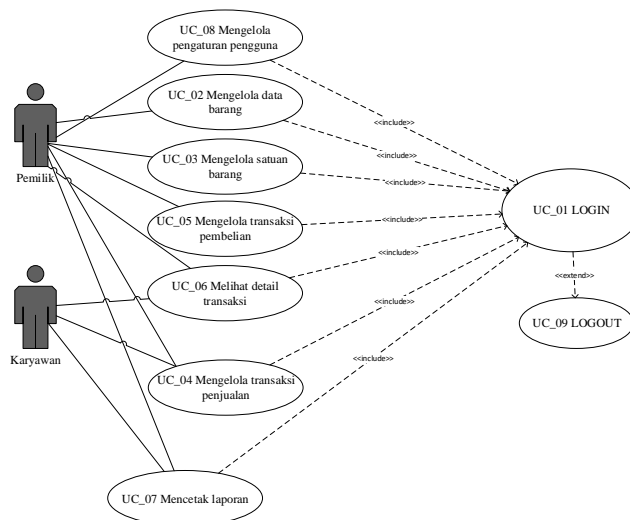 UC_08 Mengelola
pengaturan pengguna
UC_02 Mengelola data
barang
<<include>>
Pemilik
UC_03 Mengelola satuan
barang
<<include>>
<<include>>
UC_05 Mengelola transaksi
pembelian
<<include>>
UC_01 LOGIN
UC_06 Melihat detail
transaksi
<<include>>
<<extend>>
Karyawan
<<include>>
UC_09 LOGOUT
UC_04 Mengelola transaksi
penjualan
<<include>>
UC_07 Mencetak laporan